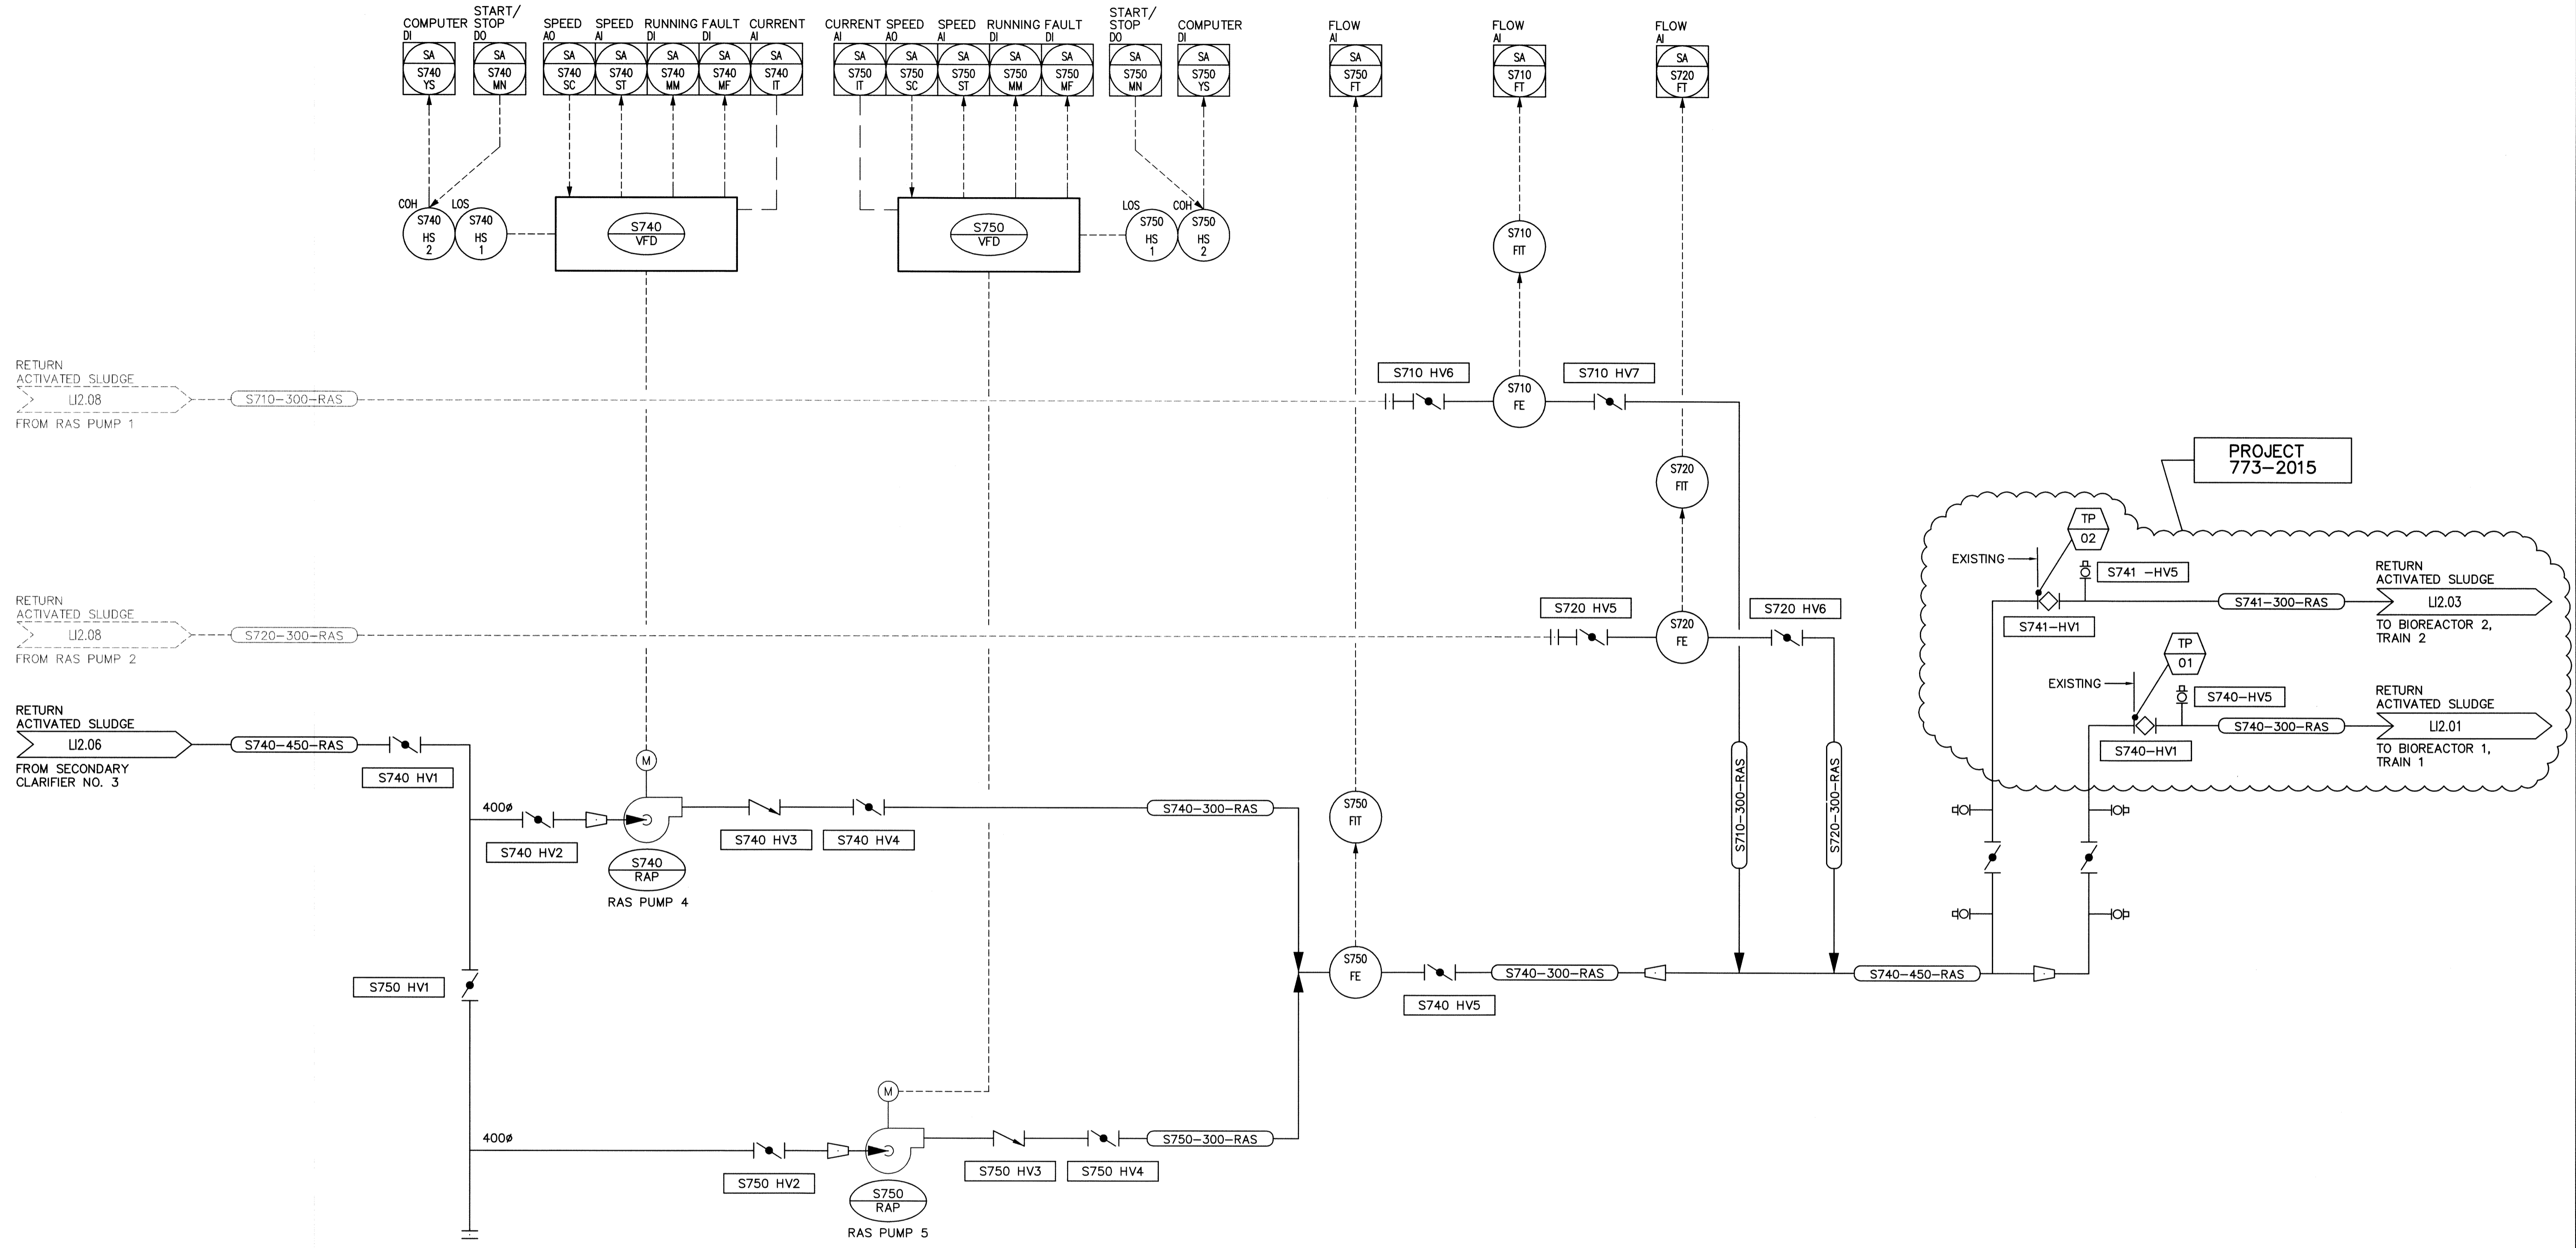 COMPUTER
DI
START/
STOP
DO
SPEED
AO
SPEED
AI
RUNNING
DI
FAULT
DI
CURRENT
AI
CURRENT
AI
SPEED
AO
SPEED
AI
RUNNING
DI
FAULT
DI
START/
STOP
DO
COMPUTER
DI
FLOW
AI
FLOW
AI
FLOW
AI
SA
S740
YS
SA
S740
MN
SA
S740
SC
SA
S740
ST
SA
S740
MM
SA
S740
MF
SA
S740
IT
SA
S750
IT
SA
S750
SC
SA
S750
ST
SA
S750
MM
SA
S750
MF
SA
S750
MN
SA
S750
YS
SA
S750
FT
SA
S710
FT
SA
S720
FT
COH
S740
HS
2
LOS
S740
HS
1
S740
VFD
S750
VFD
LOS
S750
HS
1
COH
S750
HS
2
S710
FIT
RETURN
ACTIVATED SLUDGE
LI2.08
FROM RAS PUMP 1
S710-300-RAS
S710 HV6
S710
FE
S710 HV7
S720
FIT
PROJECT
773-2015
RETURN
ACTIVATED SLUDGE
LI2.08
FROM RAS PUMP 2
S720-300-RAS
S720 HV5
S720
FE
S720 HV6
EXISTING
TP
02
S741 -HV5
S741-HV1
S741-300-RAS
RETURN
ACTIVATED SLUDGE
LI2.03
TO BIOREACTOR 2,
TRAIN 2
EXISTING
TP
01
S740-HV5
S740-HV1
S740-300-RAS
RETURN
ACTIVATED SLUDGE
LI2.01
TO BIOREACTOR 1,
TRAIN 1
RETURN
ACTIVATED SLUDGE
LI2.06
FROM SECONDARY
CLARIFIER NO. 3
S740-450-RAS
S740 HV1
400ø
S740 HV2
M
S740
RAP
RAS PUMP 4
S740 HV3
S740 HV4
S740-300-RAS
S750
FIT
S710-300-RAS
S720-300-RAS
S750 HV1
S750
FE
S740 HV5
S740-300-RAS
S740-450-RAS
400ø
S750 HV2
M
S750
RAP
RAS PUMP 5
S750 HV3
S750 HV4
S750-300-RAS